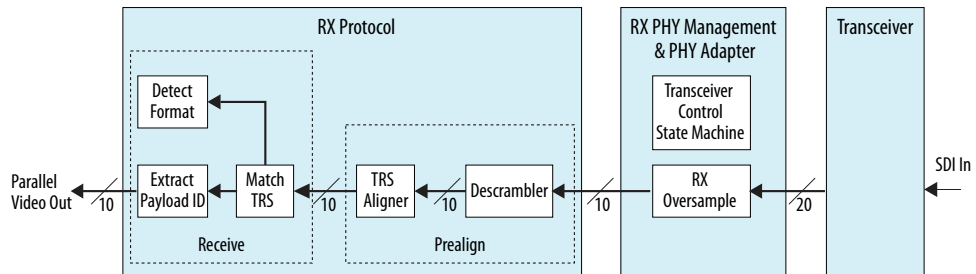 RX Protocol
RX PHY Management
& PHY Adapter
Transceiver
Detect
Format
Transceiver
Control
State Machine
Parallel
Video Out
10
Extract
Payload ID
Match
TRS
10
TRS
Aligner
10
Descrambler
10
RX
Oversample
20
SDI In
Receive
Prealign